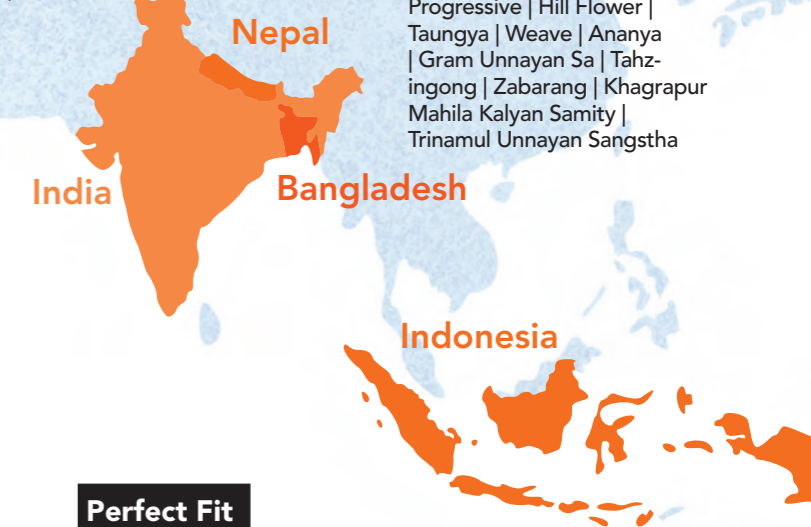 Progressive | Hill Flower |
Taungya | Weave | Ananya
| Gram Unnayan Sa | Tahz-
ingong | Zabarang | Khagrapur
Mahila Kalyan Samity |
Trinamul Unnayan Sangstha
Nepal
India
Bangladesh
Indonesia
Perfect Fit